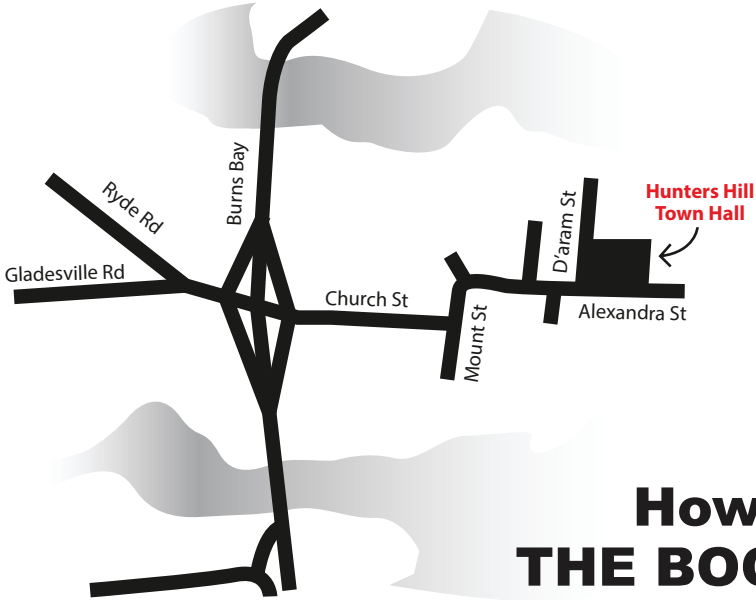 Burns Bay
Ryde Rd
Gladesville Rd
Church St
Mount St
D'aram St
Hunters Hill
Town Hall
Alexandra St
How
THE